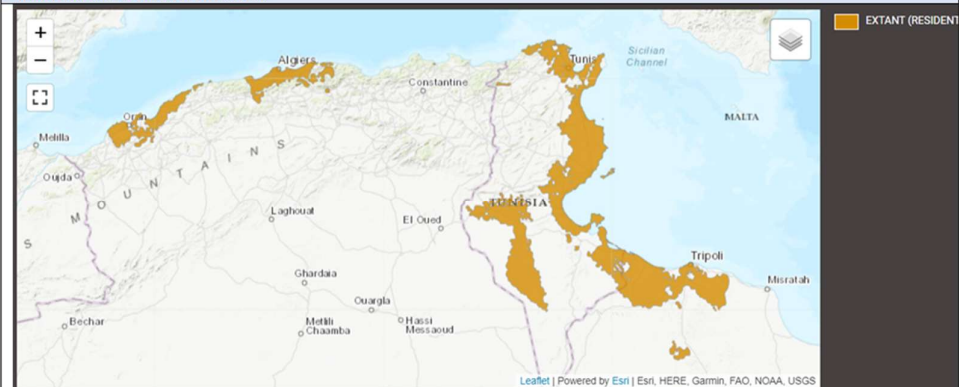 +
−
Sicilian
Channel
Algiers
Tunis
Constantine
Oran
MALTA
Melilla
Oujda
S MOUNTAINS
TUNISIA
Laghouat
El Oued
Tripoli
Ghardaia
Misratah
Ouargla
Bechar
Metlili
Chaamba
Hassi
Messaoud
Leaflet | Powered by Esri | Esri, HERE, Garmin, FAO, NOAA, USGS
EXTANT (RESIDENT